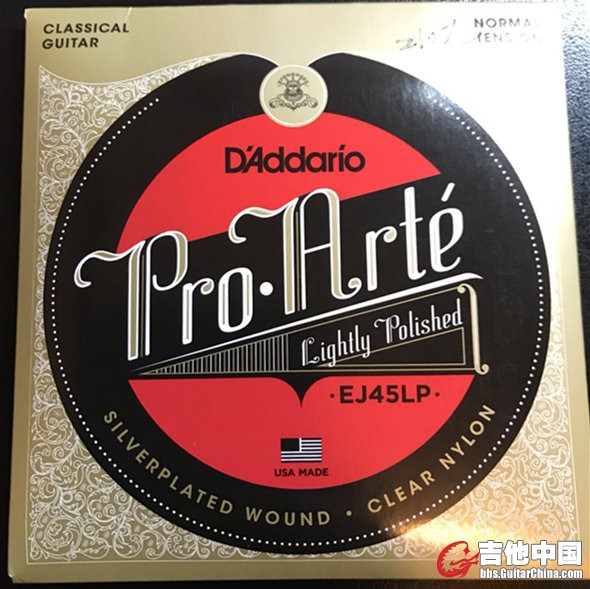 CLASSICAL
GUITAR
NORMAL
TENSION
D'Addario
Pro·Arté
Lightly Polished
·EJ45LP·
USA MADE
SILVERPLATED WOUND · CLEAR NYLON
吉他中国
bbs.GuitarChina.com